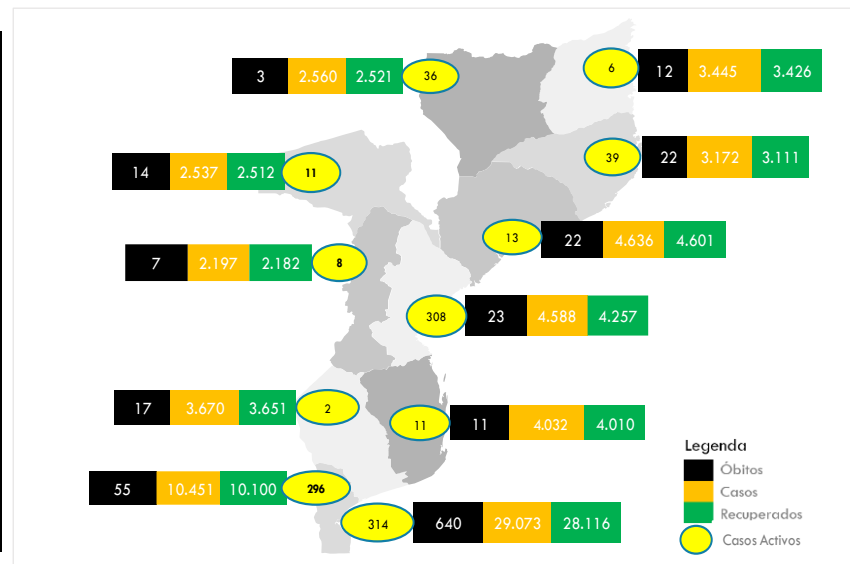 3 2.560 2.521 36
6 12 3.445 3.426
14 2.537 2.512 11
39 22 3.172 3.111
13 22 4.636 4.601
7 2.197 2.182 8
308 23 4.588 4.257
17 3.670 3.651 2
11 11 4.032 4.010
55 10.451 10.100 296
314 640 29.073 28.116
Legenda
Óbitos
Casos
Recuperados
Casos Activos